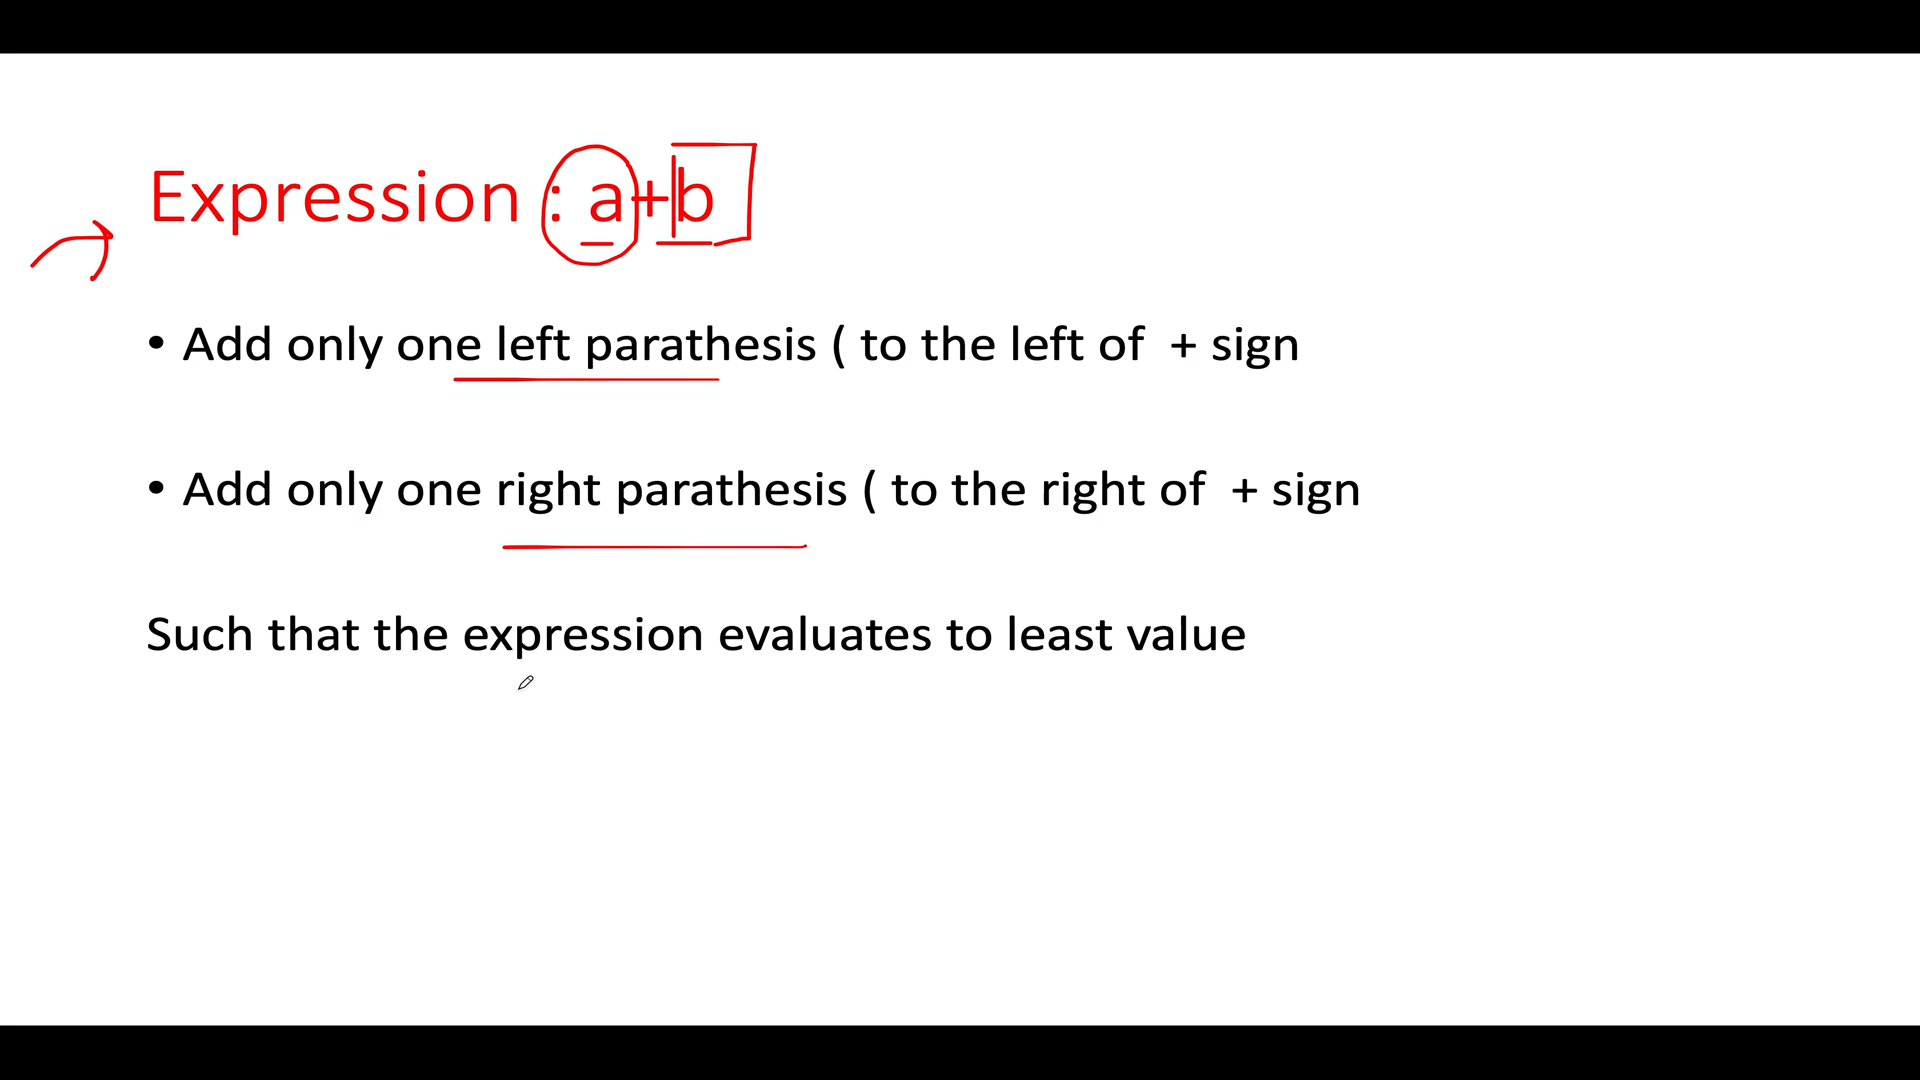 Expression : a+b
• Add only one left parathesis ( to the left of + sign
• Add only one right parathesis ( to the right of + sign
Such that the expression evaluates to least value